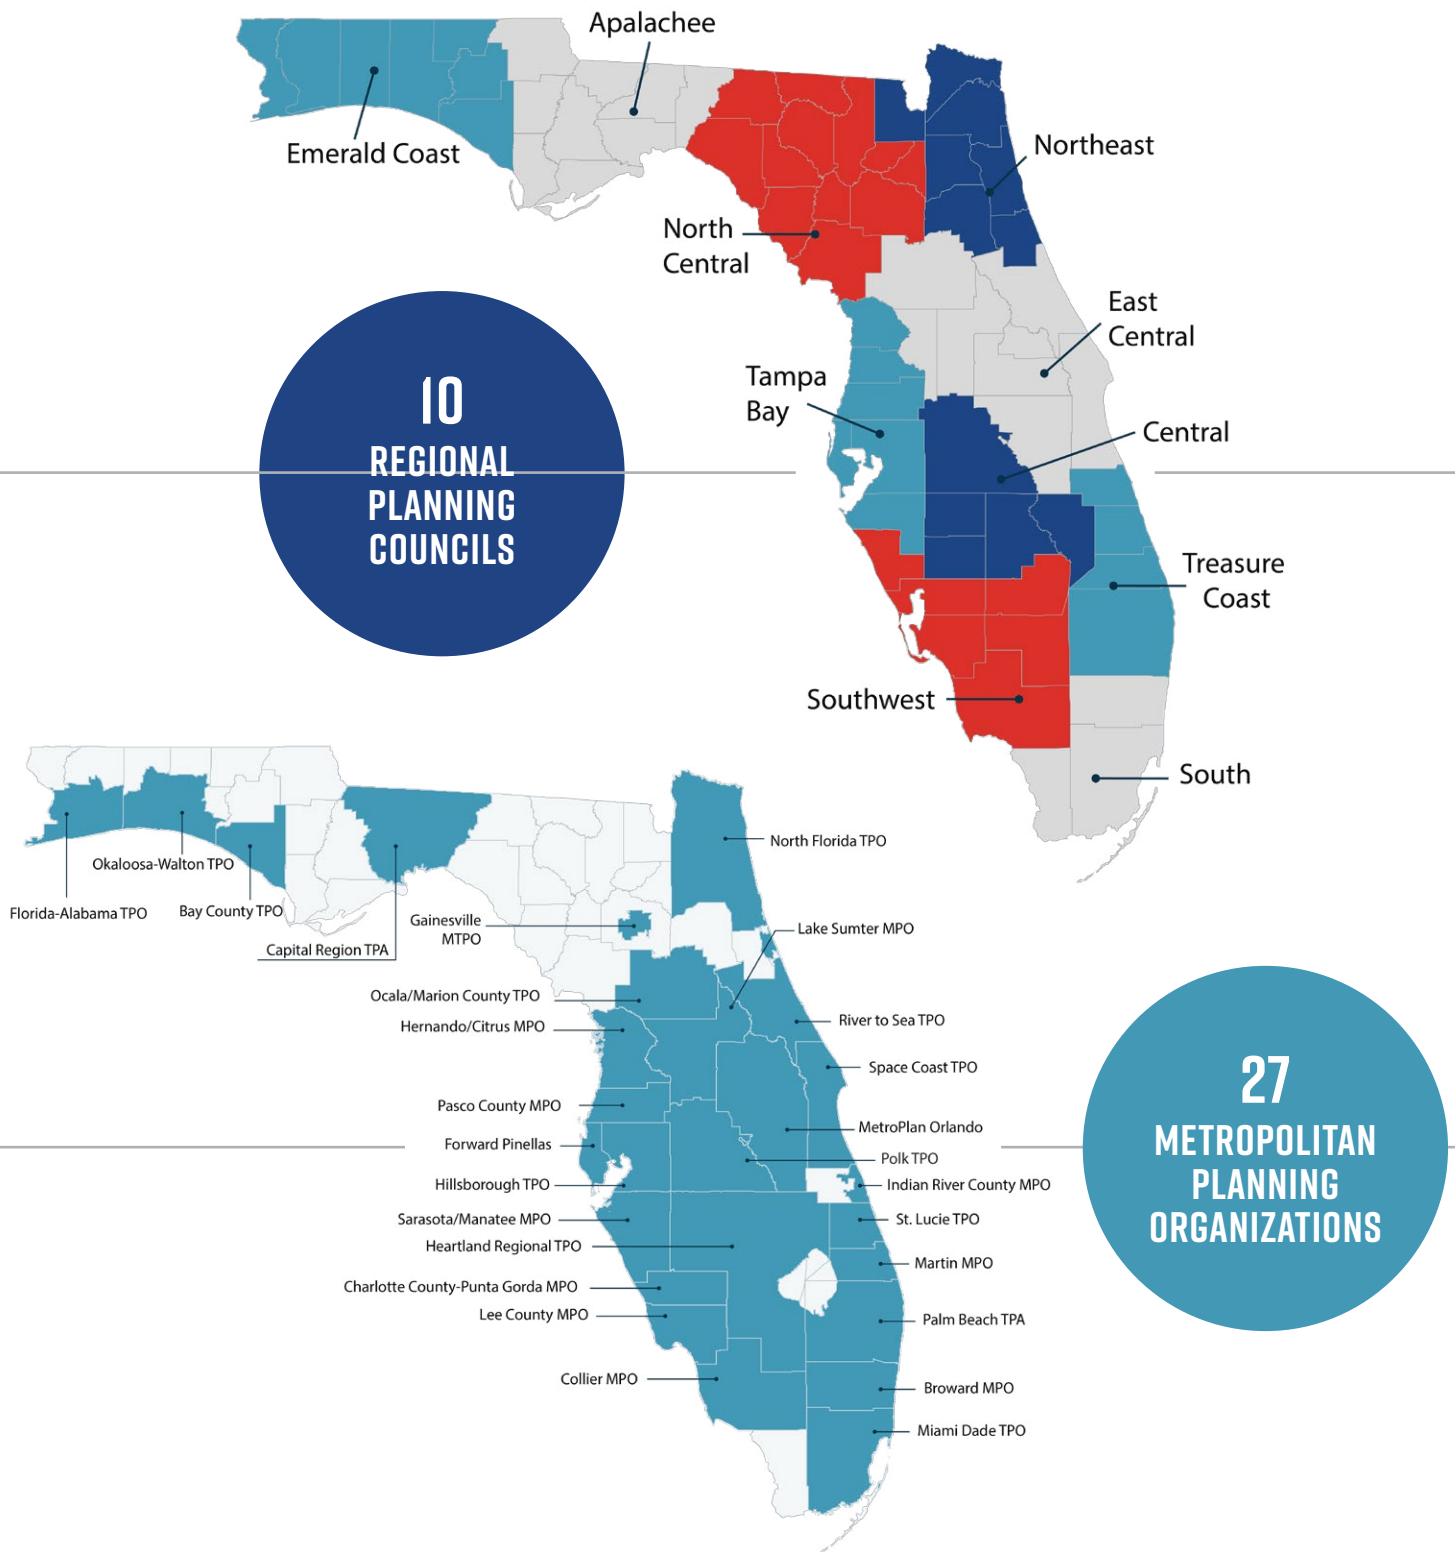 Apalachee
Emerald Coast
Northeast
North
Central
East
Central
Tampa
Bay
Central
10
REGIONAL
PLANNING
COUNCILS
Treasure
Coast
Southwest
South
North Florida TPO
Okaloosa-Walton TPO
Florida-Alabama TPO
Bay County TPO
Capital Region TPA
Gainesville
MTPO
Lake Sumter MPO
Ocala/Marion County TPO
Hernando/Citrus MPO
River to Sea TPO
Space Coast TPO
Pasco County MPO
MetroPlan Orlando
Forward Pinellas
Polk TPO
Hillsborough TPO
Indian River County MPO
Sarasota/Manatee MPO
St. Lucie TPO
Heartland Regional TPO
Martin MPO
Charlotte County-Punta Gorda MPO
Lee County MPO
Palm Beach TPA
Collier MPO
Broward MPO
Miami Dade TPO
27
METROPOLITAN
PLANNING
ORGANIZATIONS